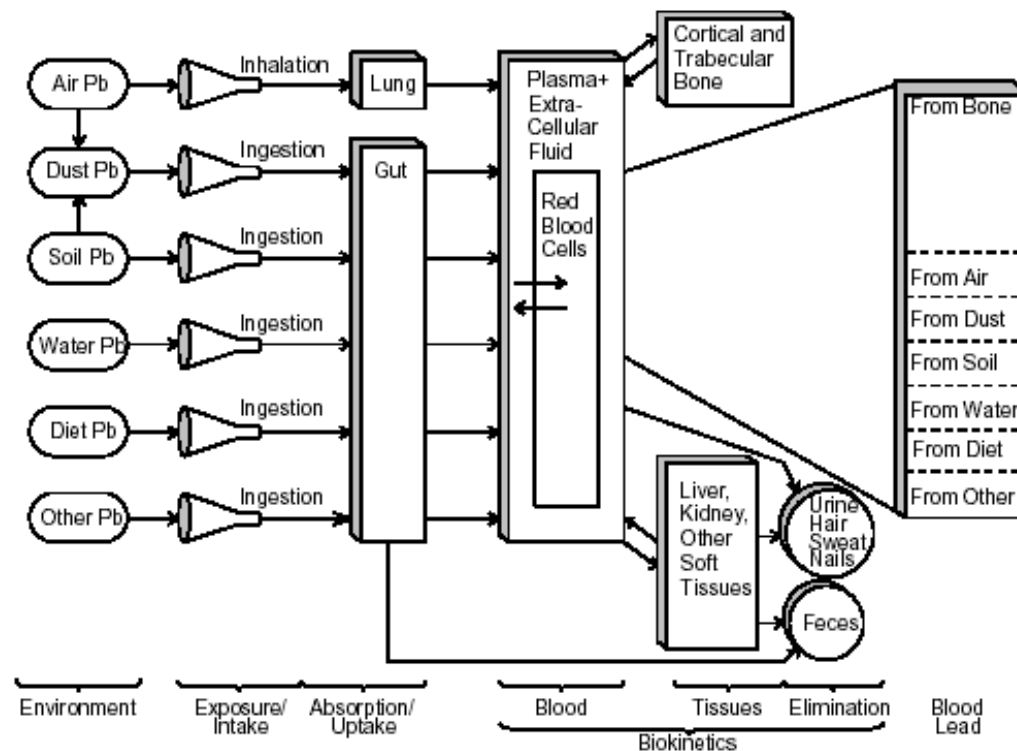 Air Pb
Dust Pb
Soil Pb
Water Pb
Diet Pb
Other Pb
Inhalation
Ingestion
Ingestion
Ingestion
Ingestion
Ingestion
Lung
Gut
Plasma+
Extra-
Cellular
Fluid
Red
Blood
Cells
Cortical and
Trabecular
Bone
Liver,
Kidney,
Other
Soft
Tissues
Urine
Hair
Sweat
Nails
Feces
From Bone
From Air
From Dust
From Soil
From Water
From Diet
From Other
Environment
Exposure/
Intake
Absorption/
Uptake
Blood
Tissues
Elimination
Biokinetics
Blood
Lead